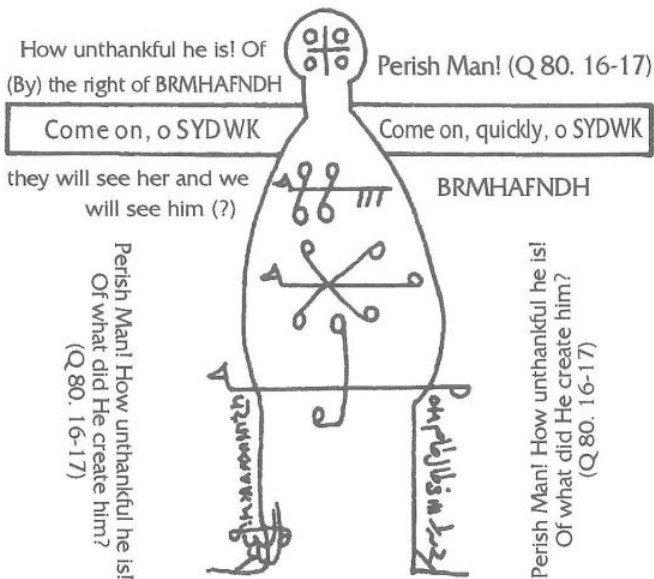 How unthankful he is! Of
(By) the right of BRMHAFNDH
Perish Man! (Q 80. 16-17)
Come on, o SYDWK
Come on, quickly, o SYDWK
they will see her and we
will see him (?)
BRMHAFNDH
Perish Man! How unthankful he is!
Of what did He create him?
(Q 80. 16-17)
Perish Man! How unthankful he is!
Of what did He create him?
(Q 80. 16-17)